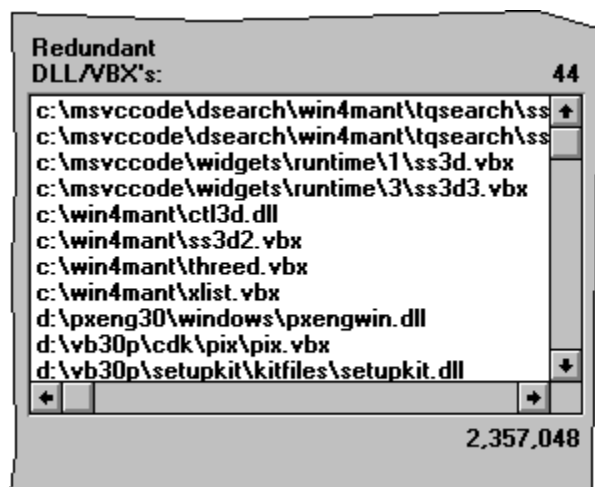 Redundant
DLL/VBX's: 44
c:\msvccode\dsearch\win4mant\tqsearch\ss
c:\msvccode\dsearch\win4mant\tqsearch\ss
c:\msvccode\widgets\runtime\1\ss3d.vbx
c:\msvccode\widgets\runtime\3\ss3d3.vbx
c:\win4mant\ctl3d.dll
c:\win4mant\ss3d2.vbx
c:\win4mant\threed.vbx
c:\win4mant\xlist.vbx
d:\pxeng30\windows\pxengwin.dll
d:\vb30p\cdk\pix\pix.vbx
d:\vb30p\setupkit\kitfiles\setupkit.dll
2,357,048